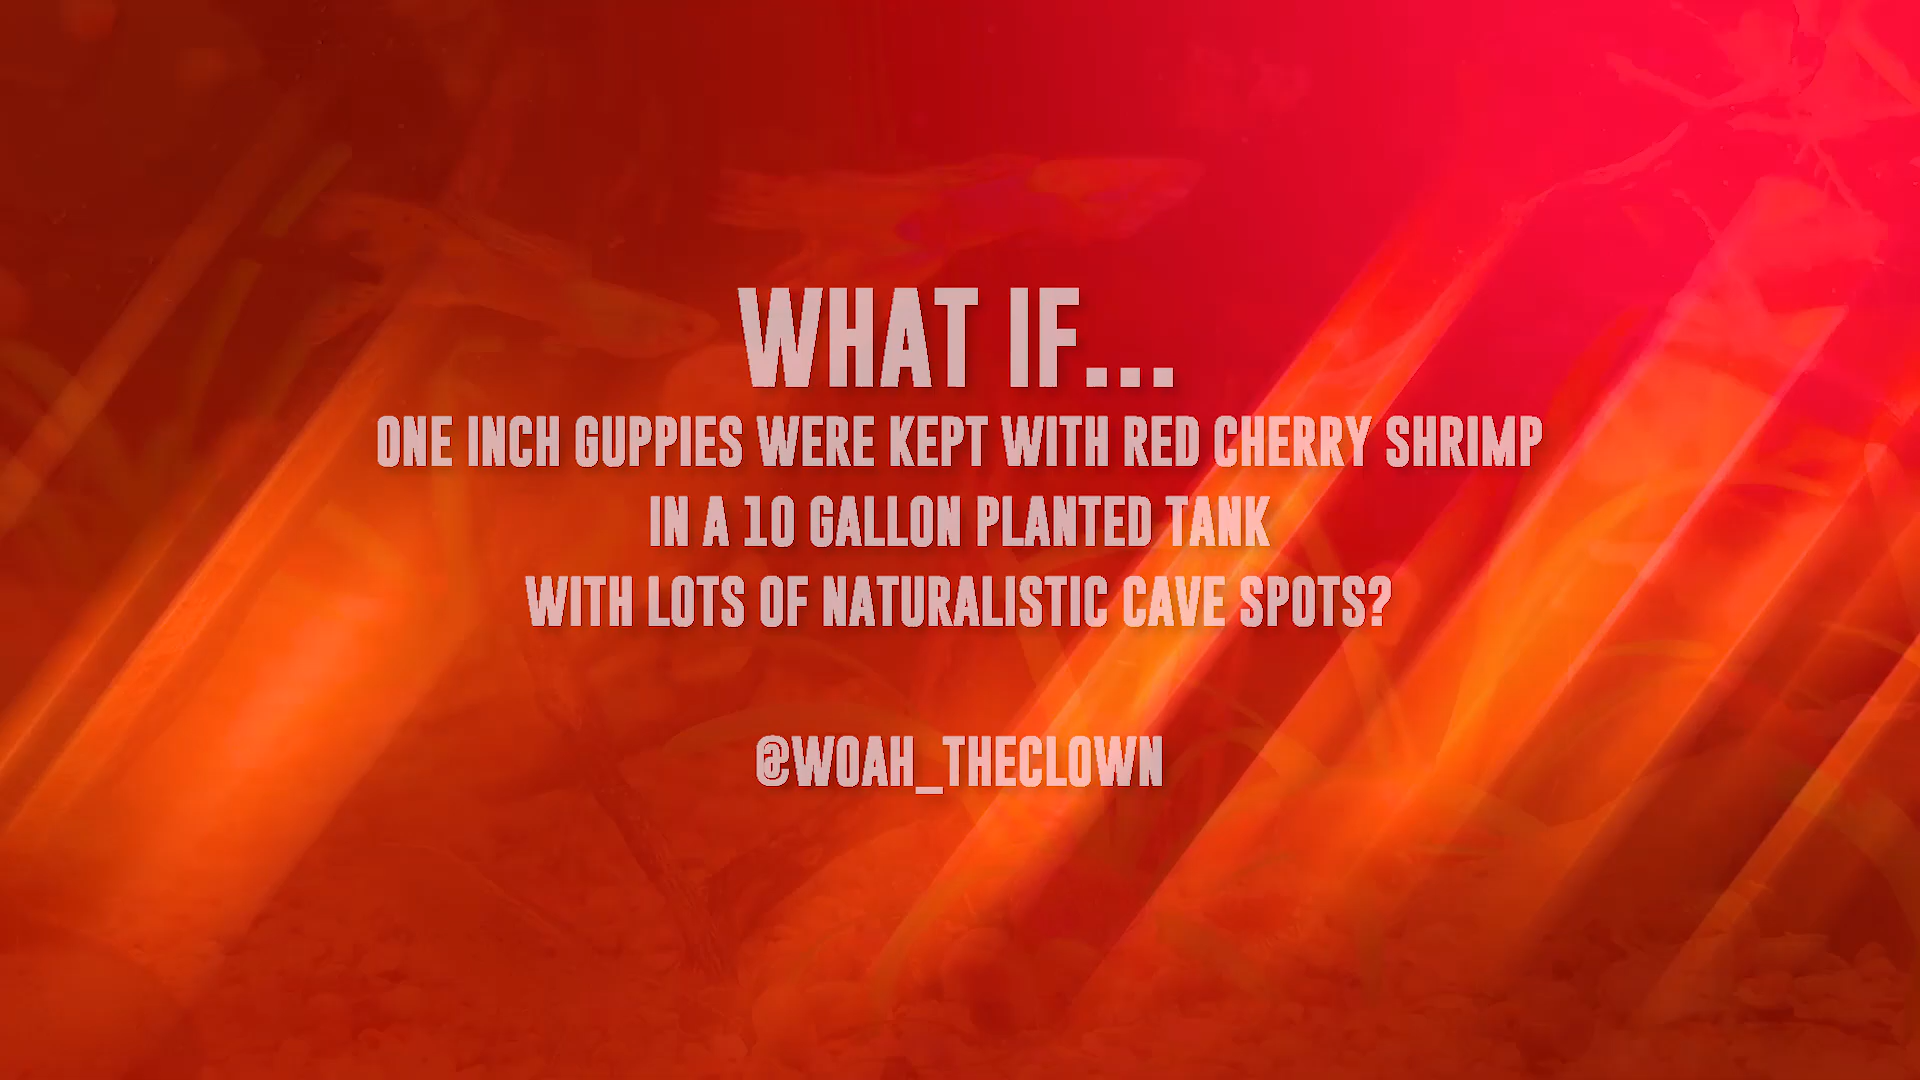 WHAT IF...
ONE INCH GUPPIES WERE KEPT WITH RED CHERRY SHRIMP
IN A 10 GALLON PLANTED TANK
WITH LOTS OF NATURALISTIC CAVE SPOTS?
@WOAH_THECLOWN